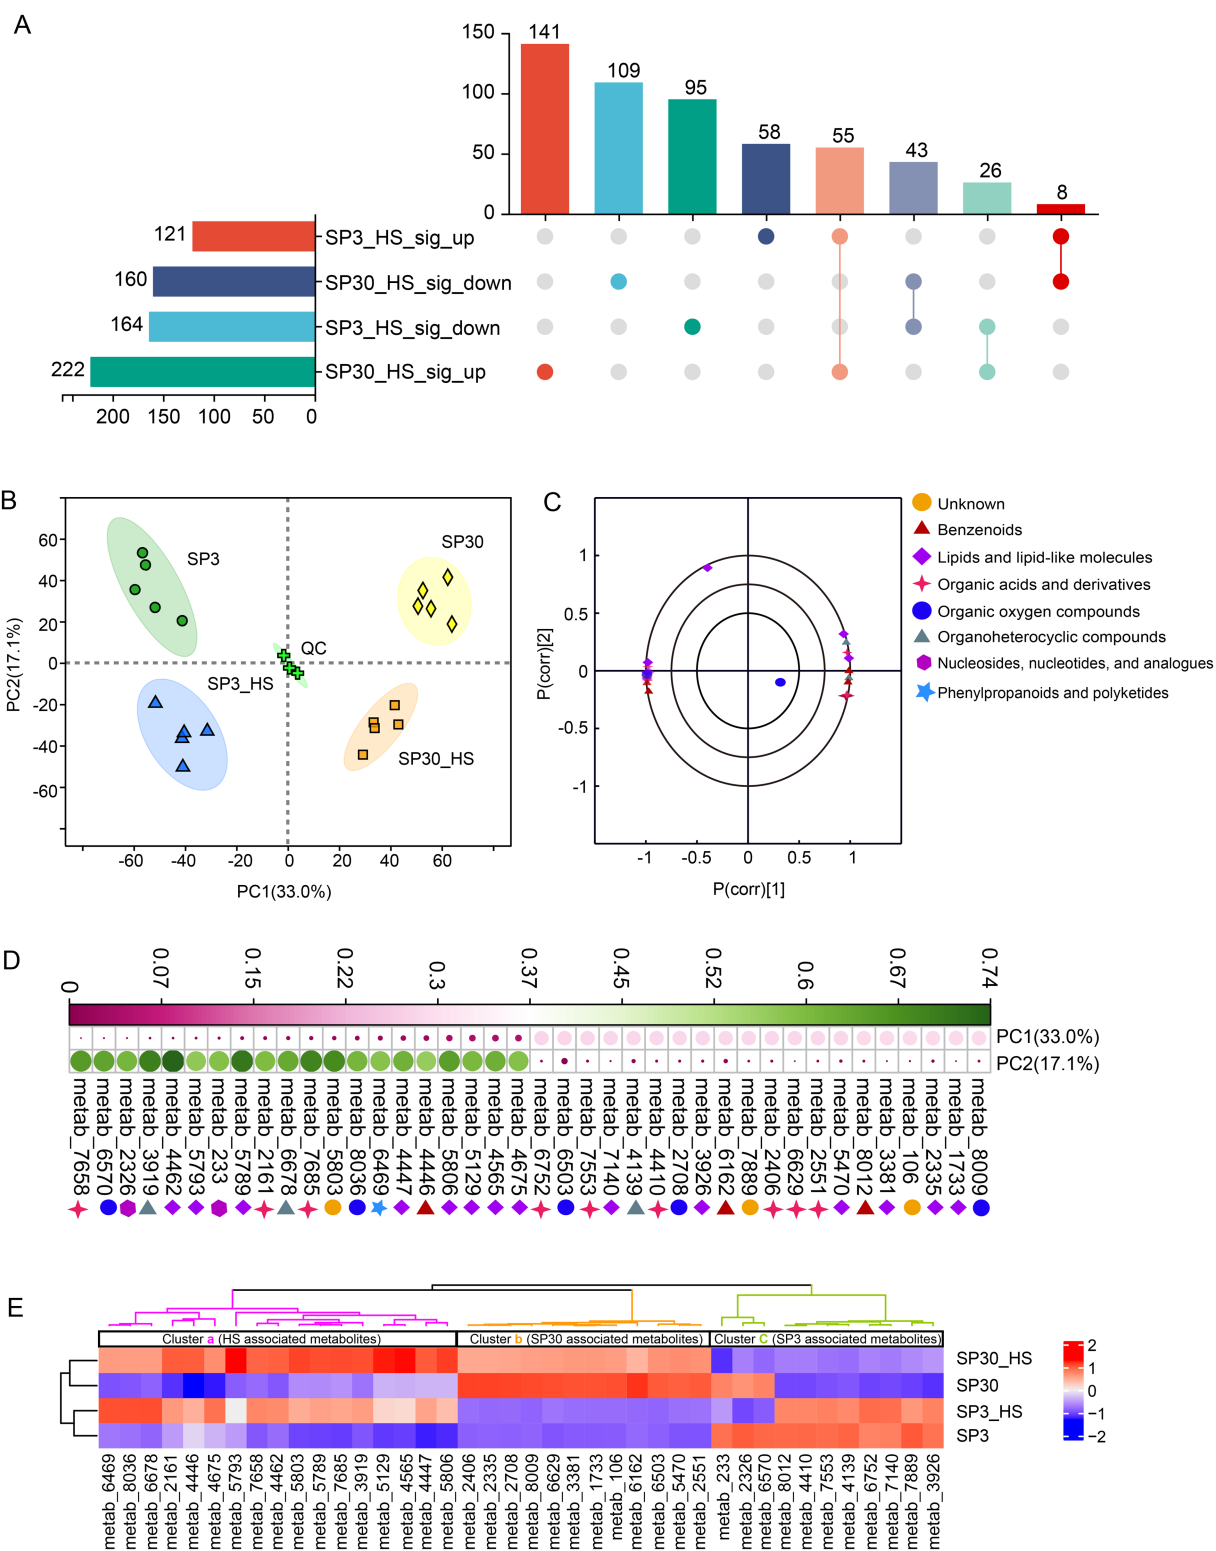 A
150
100
50
0
141
109
95
58
55
43
26
8
121
SP3_HS_sig_up
160
SP30_HS_sig_down
164
SP3_HS_sig_down
222
SP30_HS_sig_up
200 150 100 50 0
B
60
40
20
0
-20
-40
-60
PC2(17.1%)
SP3
SP30
QC
SP3_HS
SP30_HS
-60 -40 -20 0 20 40 60
PC1(33.0%)
C
1
0.5
0
-0.5
-1
P(corr)[2]
-1 -0.5 0 0.5 1
P(corr)[1]
Unknown
Benzenoids
Lipids and lipid-like molecules
Organic acids and derivatives
Organic oxygen compounds
Organoheterocyclic compounds
Nucleosides, nucleotides, and analogues
Phenylpropanoids and polyketides
D
0 0.07 0.15 0.22 0.3 0.37 0.45 0.52 0.6 0.67 0.74
PC1(33.0%)
PC2(17.1%)
metab_7658
metab_6570
metab_2326
metab_3919
metab_4462
metab_5793
metab_233
metab_5789
metab_2161
metab_6678
metab_7685
metab_5803
metab_8036
metab_6469
metab_4447
metab_4446
metab_5806
metab_5129
metab_4565
metab_4675
metab_6752
metab_6503
metab_7553
metab_7140
metab_4139
metab_4410
metab_2708
metab_3926
metab_6162
metab_7889
metab_2406
metab_6629
metab_2551
metab_5470
metab_8012
metab_3381
metab_106
metab_2335
metab_1733
metab_8009
E
Cluster a (HS associated metabolites)
Cluster b (SP30 associated metabolites)
Cluster C (SP3 associated metabolites)
SP30_HS
SP30
SP3_HS
SP3
2
1
0
−1
−2
metab_6469
metab_8036
metab_6678
metab_2161
metab_4446
metab_4675
metab_5793
metab_7658
metab_4462
metab_5803
metab_5789
metab_7685
metab_3919
metab_5129
metab_4565
metab_4447
metab_5806
metab_2406
metab_2335
metab_2708
metab_8009
metab_6629
metab_3381
metab_1733
metab_106
metab_6162
metab_6503
metab_5470
metab_2551
metab_233
metab_2326
metab_6570
metab_8012
metab_4410
metab_7553
metab_4139
metab_6752
metab_7140
metab_7889
metab_3926